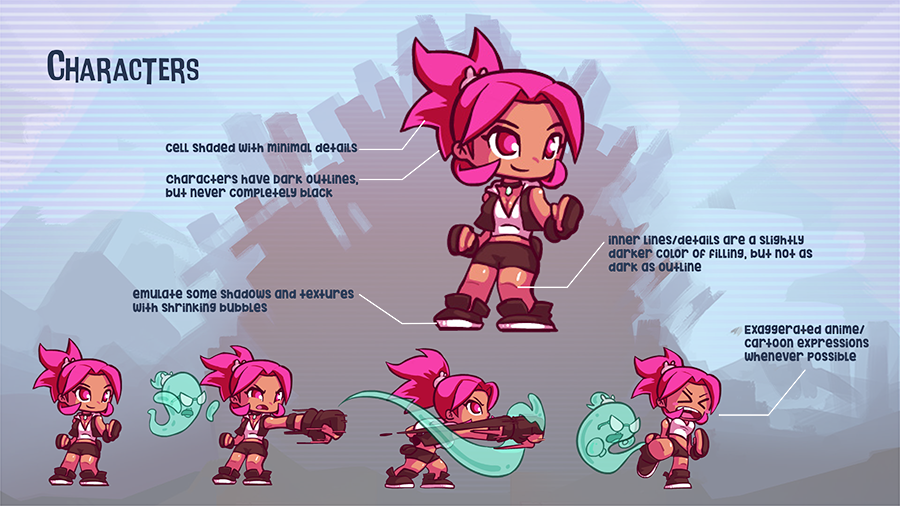 Characters
Cell shaded with minimal details
Characters have dark outlines,
but never completely black
Inner lines/details are a slightly
darker color of filling, but not as
dark as outline
Emulate some shadows and textures
with shrinking bubbles
Exaggerated anime/
cartoon expressions
whenever possible